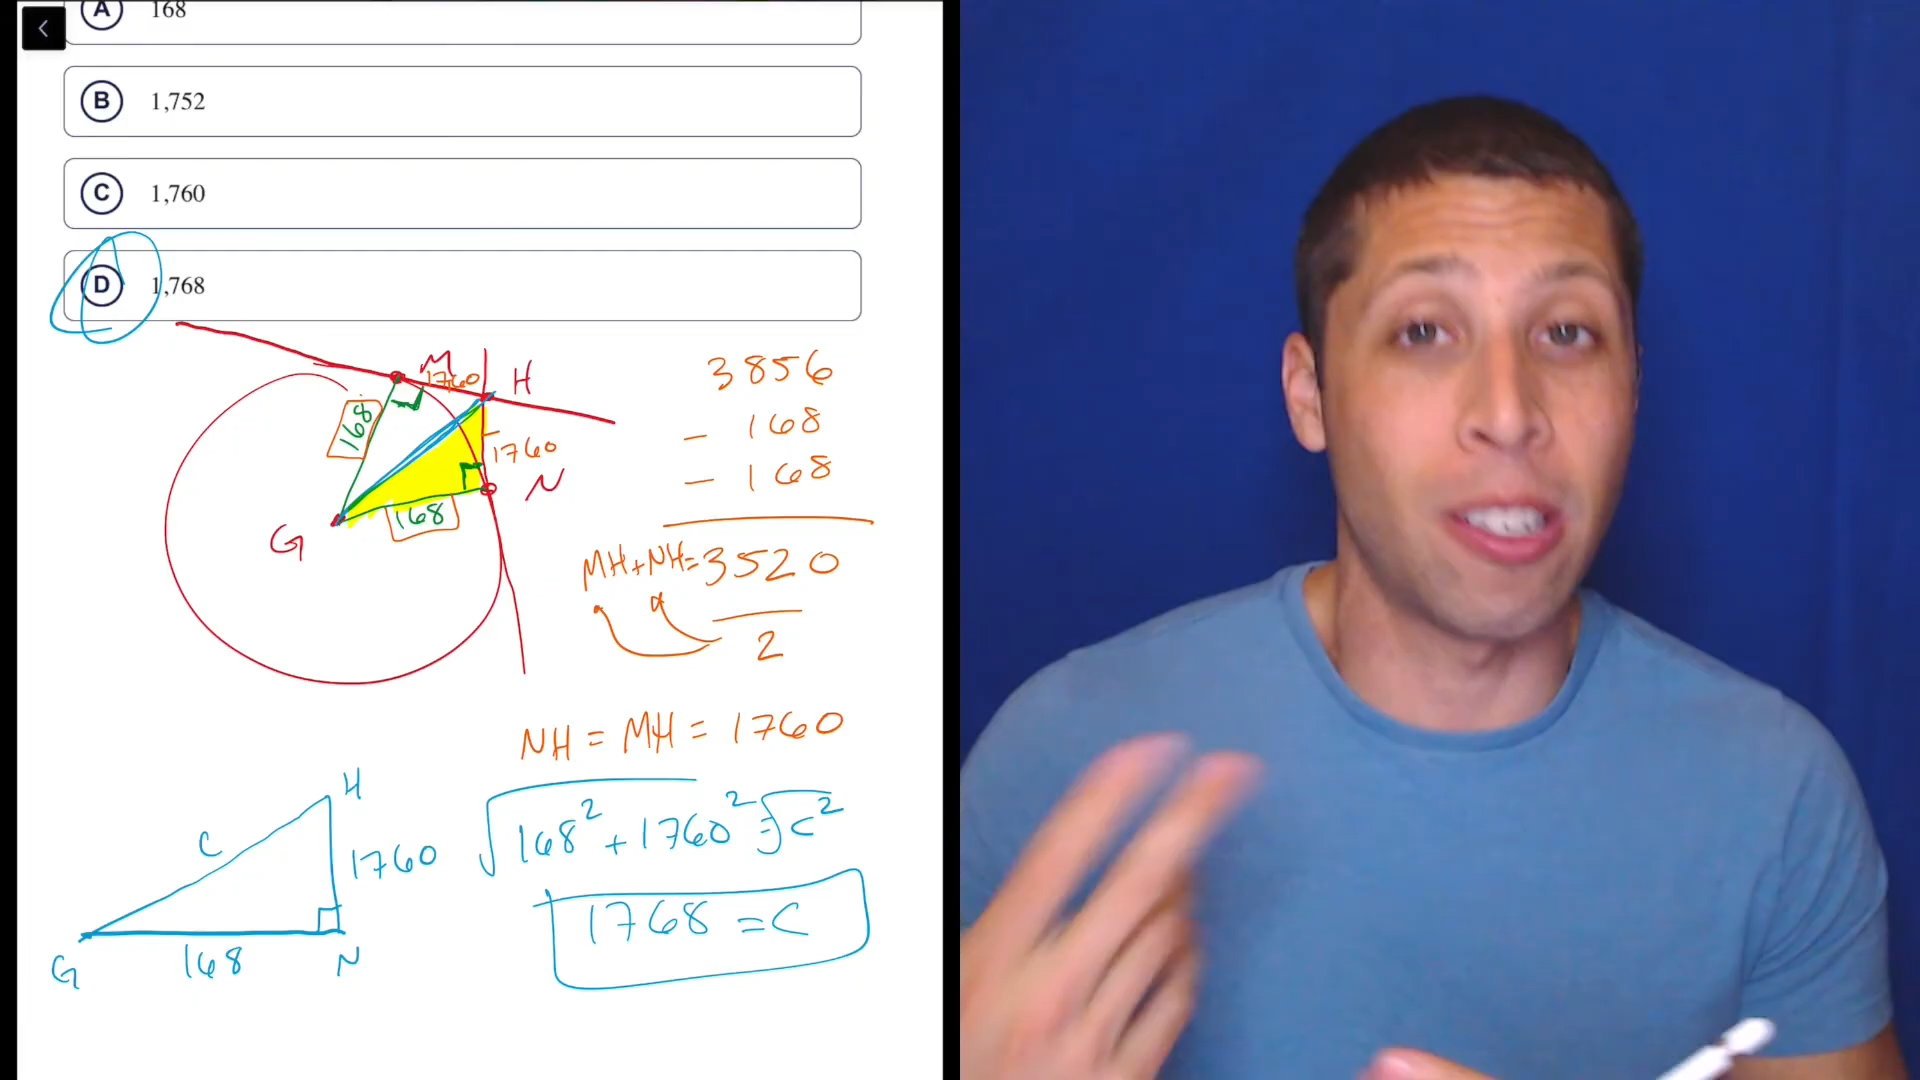 A 168
B 1,752
C 1,760
D 1,768
M
1760
H
168
1760
N
168
G
3856
- 168
- 168
MH+NH=3520
2
NH = MH = 1760
H
C
1760
G
168
N
√168² + 1760² = √C²
1768 = C